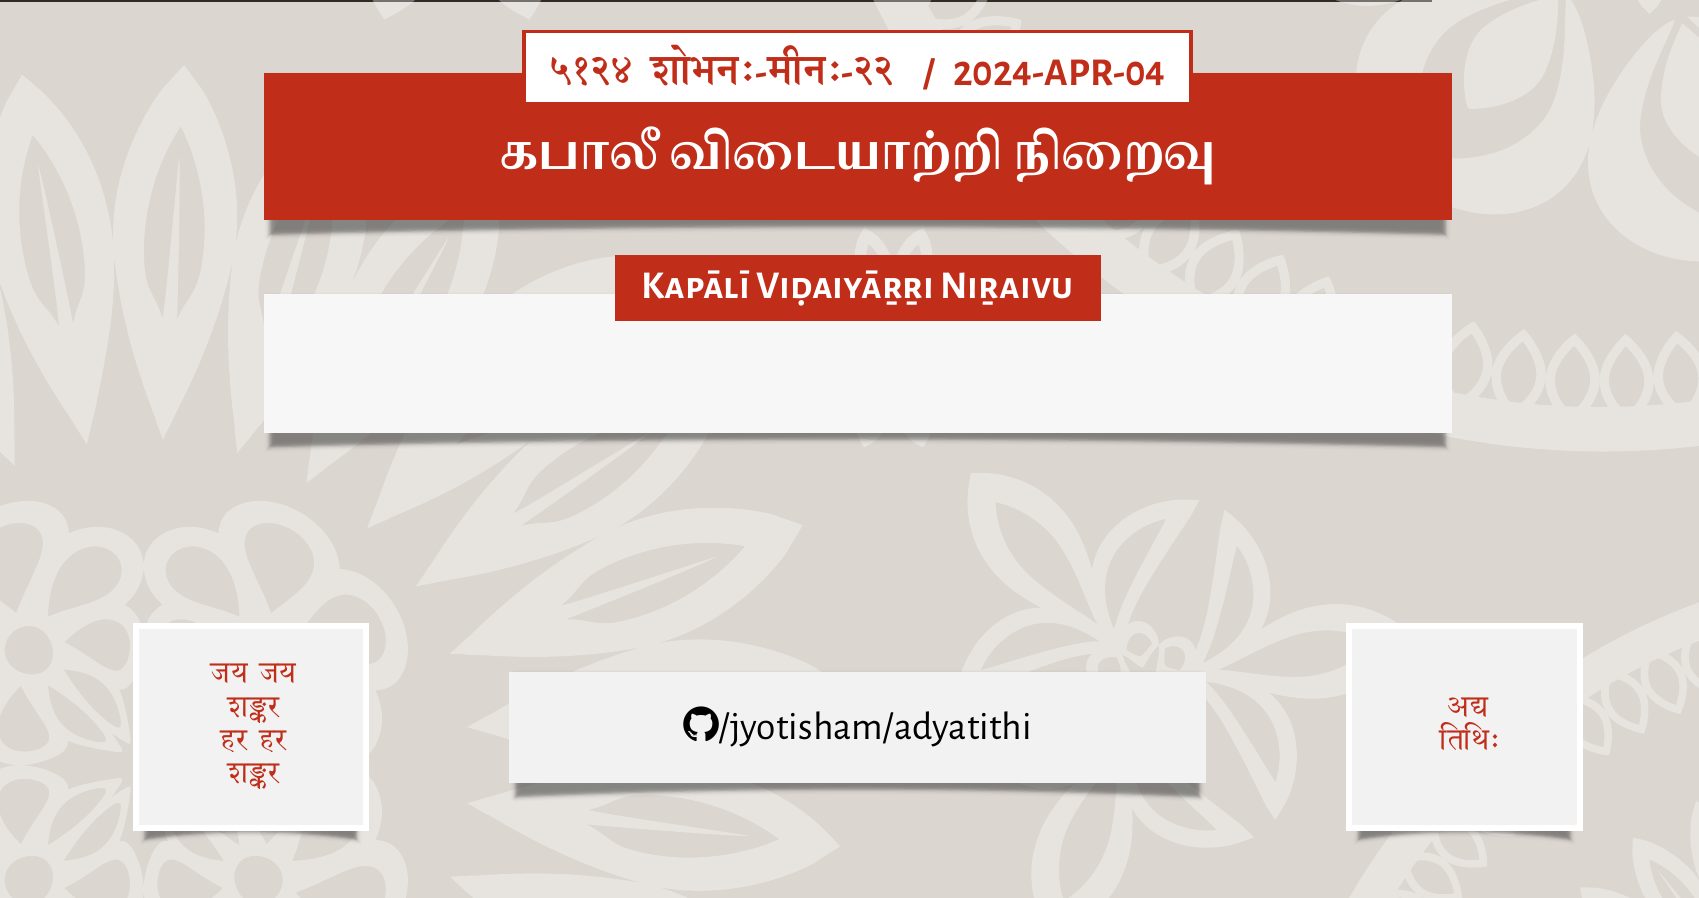 ५१२४ शोभनः-मीनः-२२ / 2024-APR-04
கபாலீ விடையாற்றி நிறைவு
Kapālī Viḍaiyāṟṟi Niṟaivu
जय जय
शङ्कर
हर हर
शङ्कर
/jyotisham/adyatithi
अद्य
तिथिः